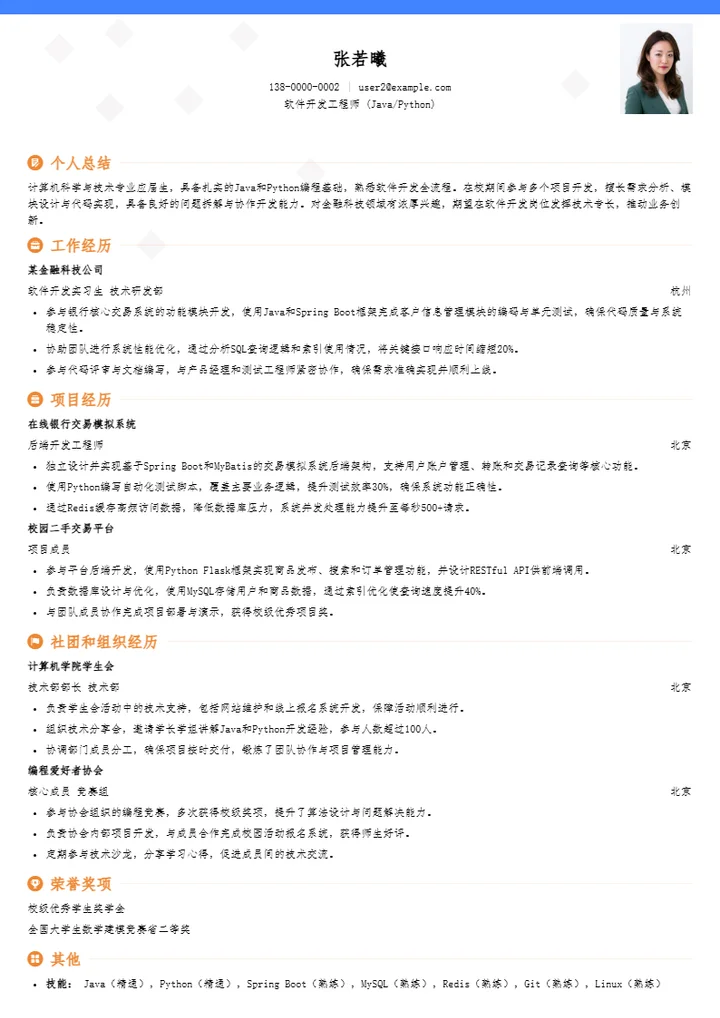 张若曦
138-0000-0002 | user2@example.com
软件开发工程师 (Java/Python)
个人总结
计算机科学与技术专业应届生，具备扎实的Java和Python编程基础，熟悉软件开发全流程。在校期间参与多个项目开发，擅长需求分析、模
块设计与代码实现，具备良好的问题拆解与协作开发能力。对金融科技领域有浓厚兴趣，期望在软件开发岗位发挥技术专长，推动业务创
新。
工作经历
某金融科技公司
软件开发实习生 技术研发部 杭州
• 参与银行核心交易系统的功能模块开发，使用Java和Spring Boot框架完成客户信息管理模块的编码与单元测试，确保代码质量与系统
稳定性。
• 协助团队进行系统性能优化，通过分析SQL查询逻辑和索引使用情况，将关键接口响应时间缩短20%。
• 参与代码评审与文档编写，与产品经理和测试工程师紧密协作，确保需求准确实现并顺利上线。
项目经历
在线银行交易模拟系统
后端开发工程师 北京
• 独立设计并实现基于Spring Boot和MyBatis的交易模拟系统后端架构，支持用户账户管理、转账和交易记录查询等核心功能。
• 使用Python编写自动化测试脚本，覆盖主要业务逻辑，提升测试效率30%，确保系统功能正确性。
• 通过Redis缓存高频访问数据，降低数据库压力，系统并发处理能力提升至每秒500+请求。
校园二手交易平台
项目成员 北京
• 参与平台后端开发，使用Python Flask框架实现商品发布、搜索和订单管理功能，并设计RESTful API供前端调用。
• 负责数据库设计与优化，使用MySQL存储用户和商品数据，通过索引优化使查询速度提升40%。
• 与团队成员协作完成项目部署与演示，获得校级优秀项目奖。
社团和组织经历
计算机学院学生会
技术部部长 技术部 北京
• 负责学生会活动中的技术支持，包括网站维护和线上报名系统开发，保障活动顺利进行。
• 组织技术分享会，邀请学长学姐讲解Java和Python开发经验，参与人数超过100人。
• 协调部门成员分工，确保项目按时交付，锻炼了团队协作与项目管理能力。
编程爱好者协会
核心成员 竞赛组 北京
• 参与协会组织的编程竞赛，多次获得校级奖项，提升了算法设计与问题解决能力。
• 负责协会内部项目开发，与成员合作完成校园活动报名系统，获得师生好评。
• 定期参与技术沙龙，分享学习心得，促进成员间的技术交流。
荣誉奖项
校级优秀学生奖学金
全国大学生数学建模竞赛省二等奖
其他
• 技能： Java（精通）, Python（精通）, Spring Boot（熟练）, MySQL（熟练）, Redis（熟练）, Git（熟练）, Linux（熟练）